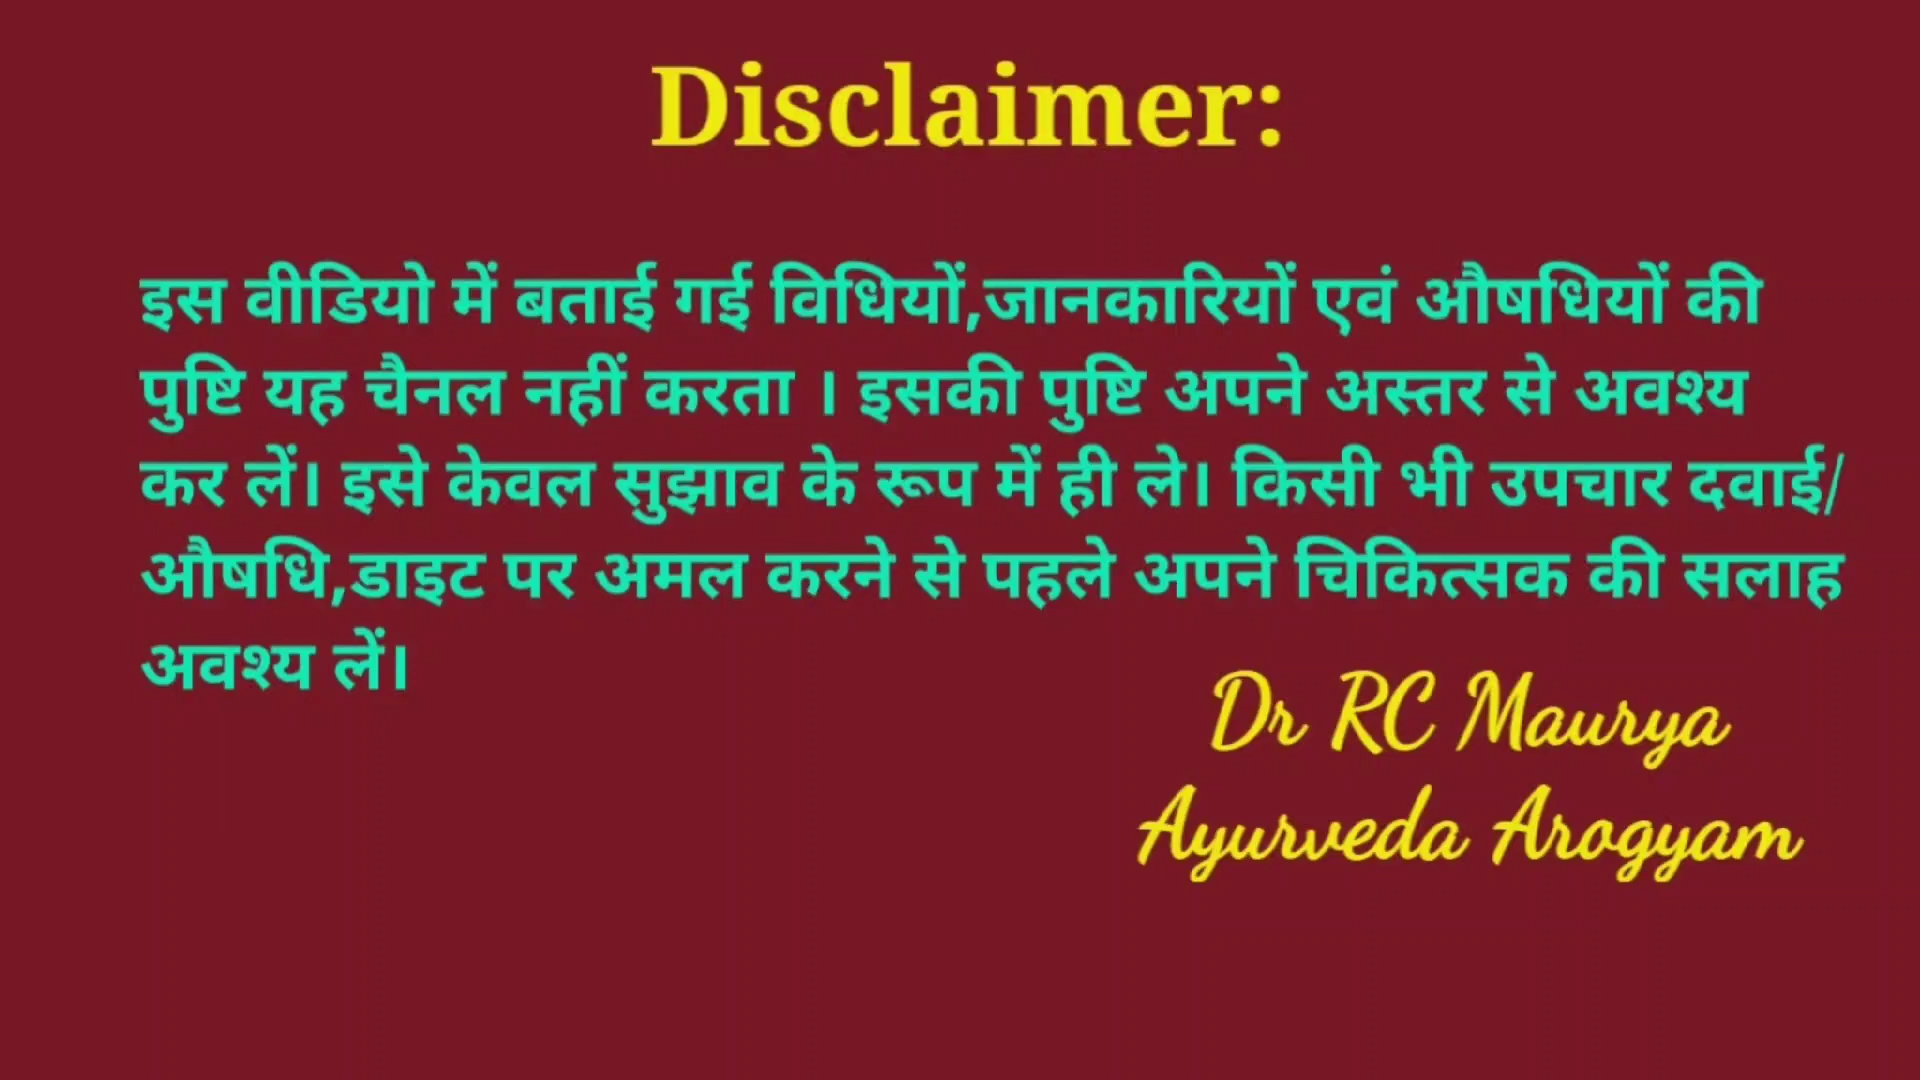 Disclaimer:
इस वीडियो में बताई गई विधियों,जानकारियों एवं औषधियों की
पुष्टि यह चैनल नहीं करता । इसकी पुष्टि अपने अस्तर से अवश्य
कर लें। इसे केवल सुझाव के रूप में ही ले। किसी भी उपचार दवाई/
औषधि,डाइट पर अमल करने से पहले अपने चिकित्सक की सलाह
अवश्य लें।
Dr RC Maurya
Ayurveda Arogyam